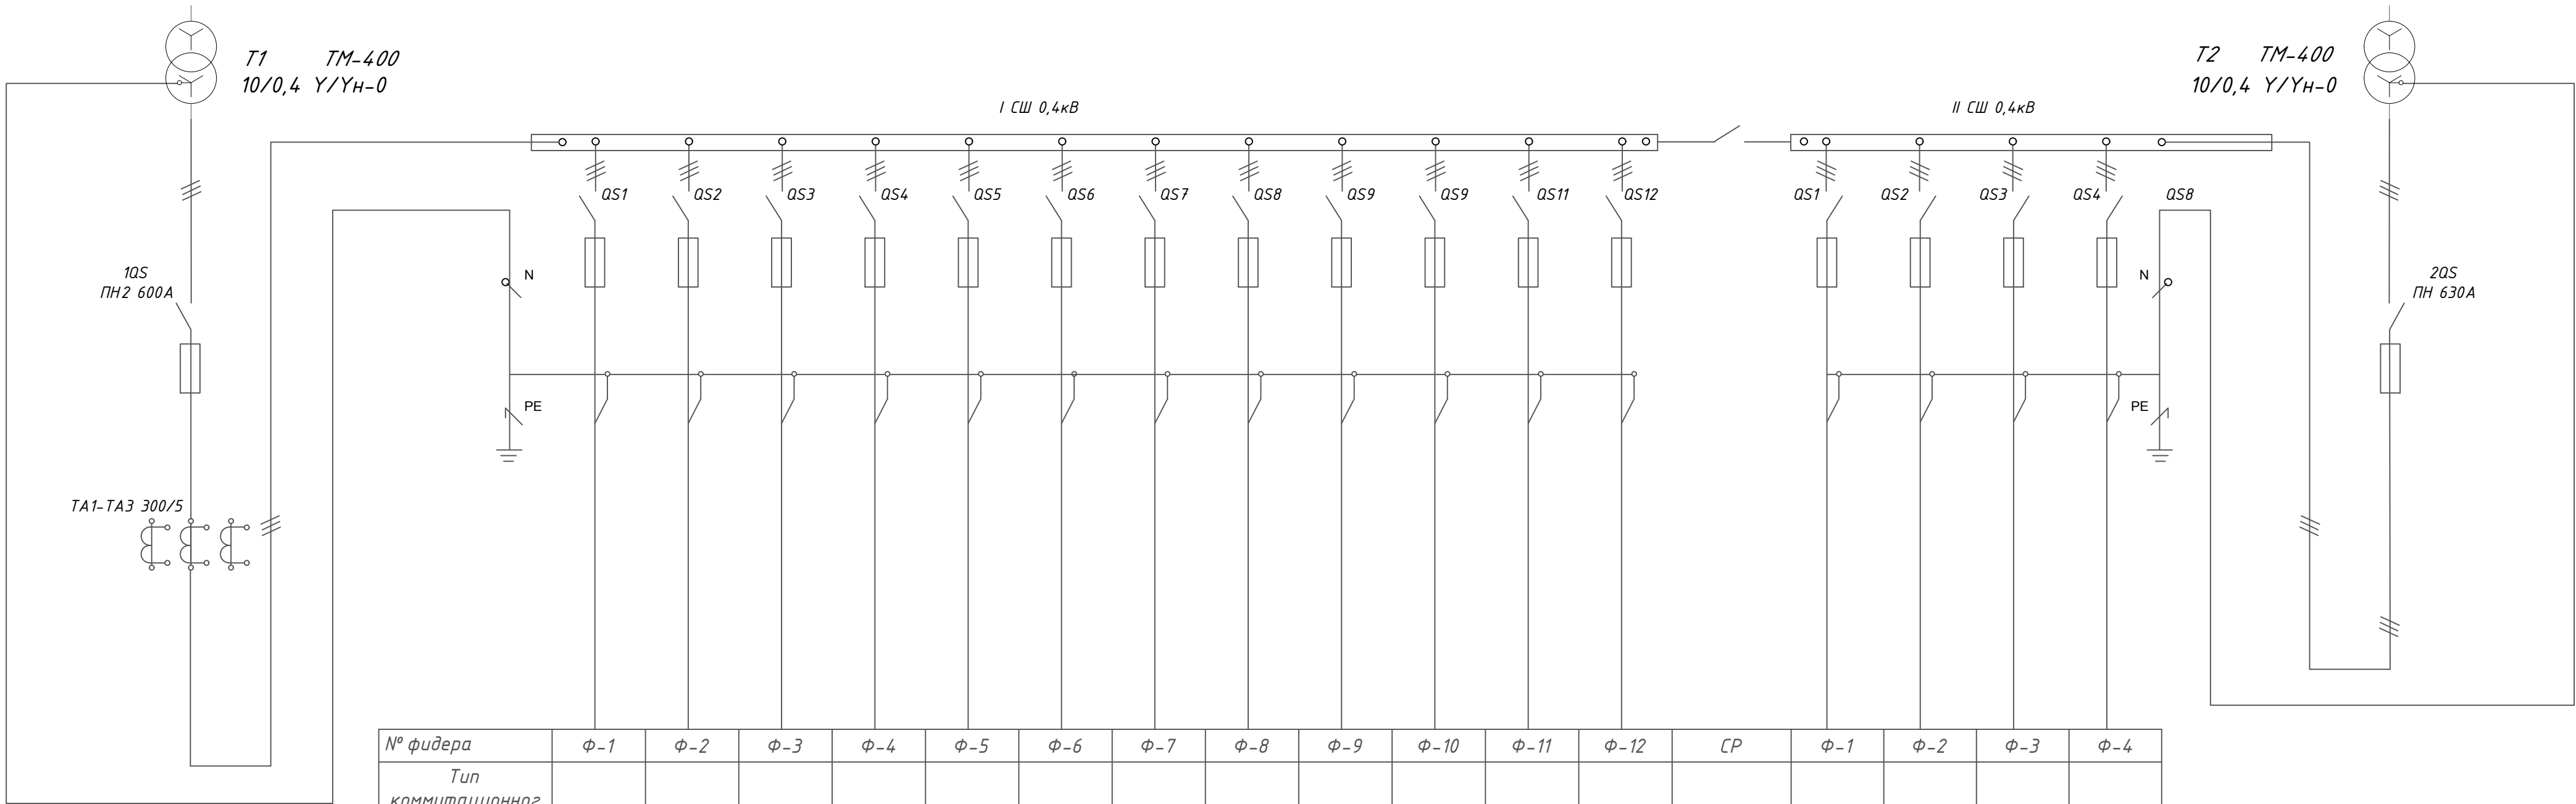 T1 ТМ-400
10/0,4 Y/Yн-0
T2 ТМ-400
10/0,4 Y/Yн-0
I СШ 0,4кВ
II СШ 0,4кВ
QS1 QS2 QS3 QS4 QS5 QS6 QS7 QS8 QS9 QS9 QS11 QS12 QS1 QS2 QS3 QS4 QS8
1QS
ПН2 600А
N
N
2QS
ПН 630А
PE
PE
ТА1-ТА3 300/5
№ фидера Ф-1 Ф-2 Ф-3 Ф-4 Ф-5 Ф-6 Ф-7 Ф-8 Ф-9 Ф-10 Ф-11 Ф-12 СР Ф-1 Ф-2 Ф-3 Ф-4
Тип
коммутационног